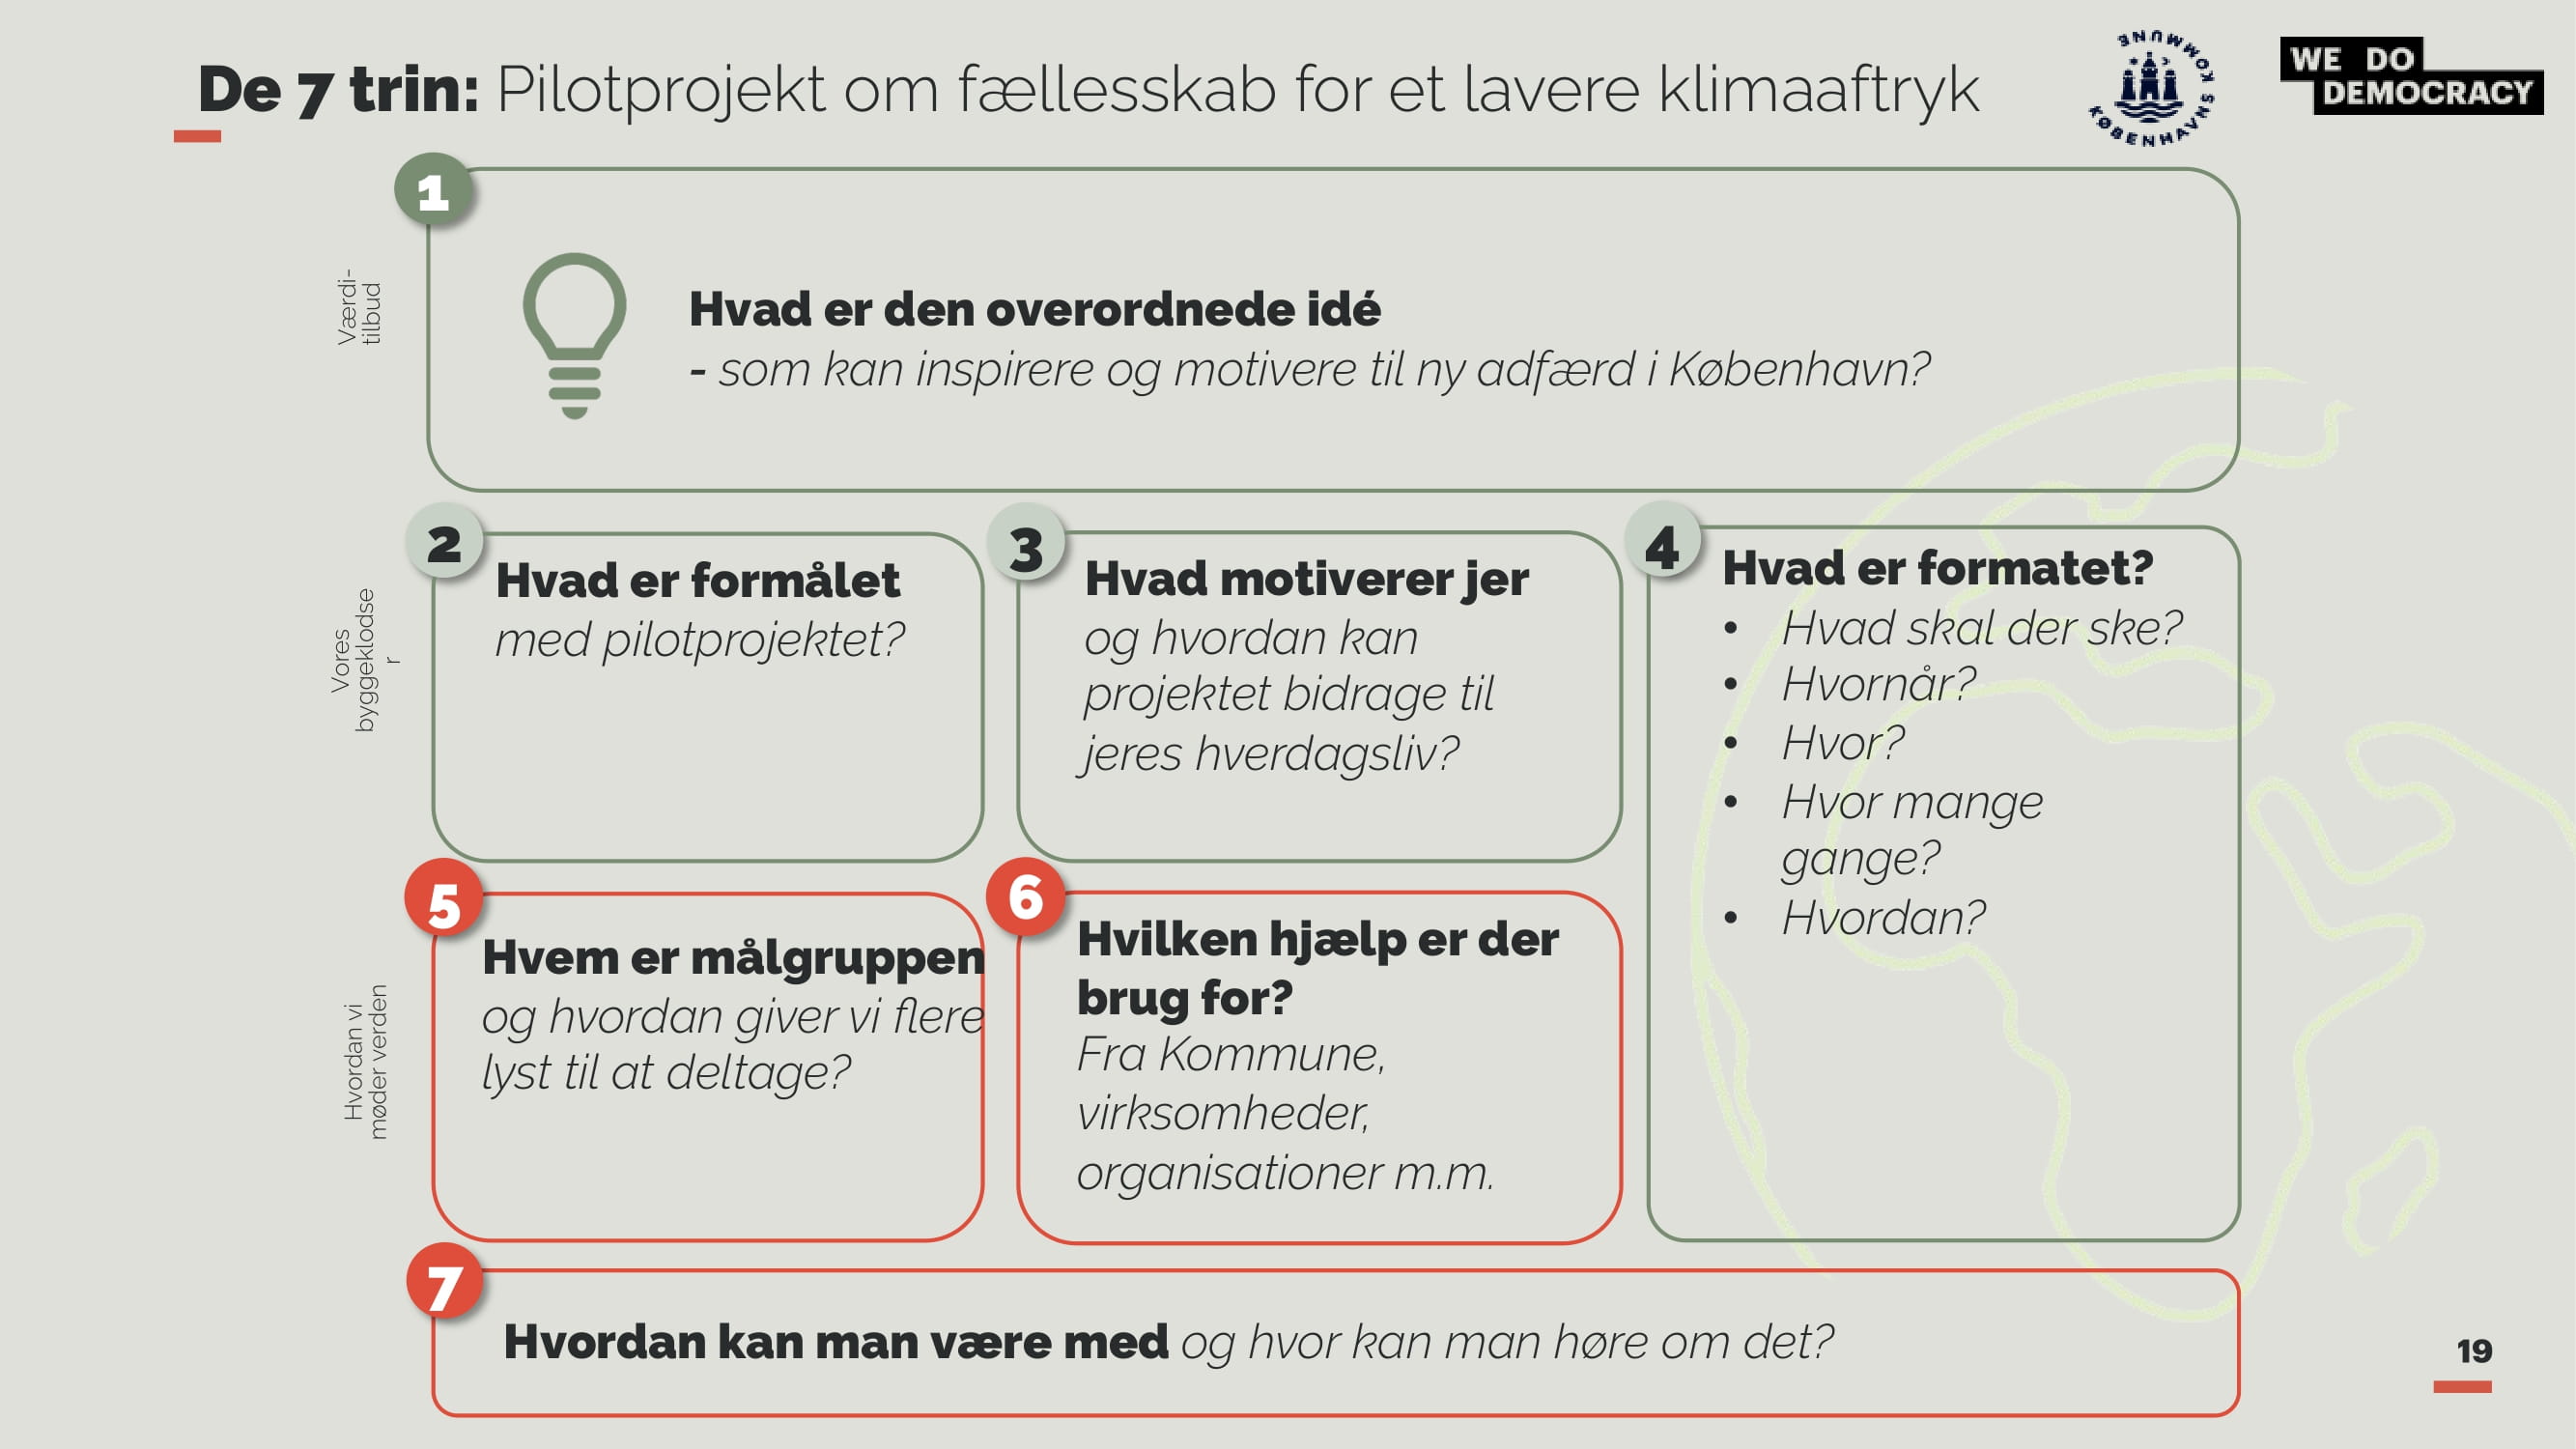 De 7 trin: Pilotprojekt om fællesskab for et lavere klimaaftryk
KØBENHAVNS KOMMUNE
WE DO
DEMOCRACY
1
Værdi-
tilbud
Hvad er den overordnede idé
- som kan inspirere og motivere til ny adfærd i København?
Vores
byggeklodse
r
2
Hvad er formålet
med pilotprojektet?
3
Hvad motiverer jer
og hvordan kan
projektet bidrage til
jeres hverdagsliv?
4
Hvad er formatet?
• Hvad skal der ske?
• Hvornår?
• Hvor?
• Hvor mange
gange?
• Hvordan?
Hvordan vi
møder verden
5
Hvem er målgruppen
og hvordan giver vi flere
lyst til at deltage?
6
Hvilken hjælp er der
brug for?
Fra Kommune,
virksomheder,
organisationer m.m.
7
Hvordan kan man være med og hvor kan man høre om det?
19